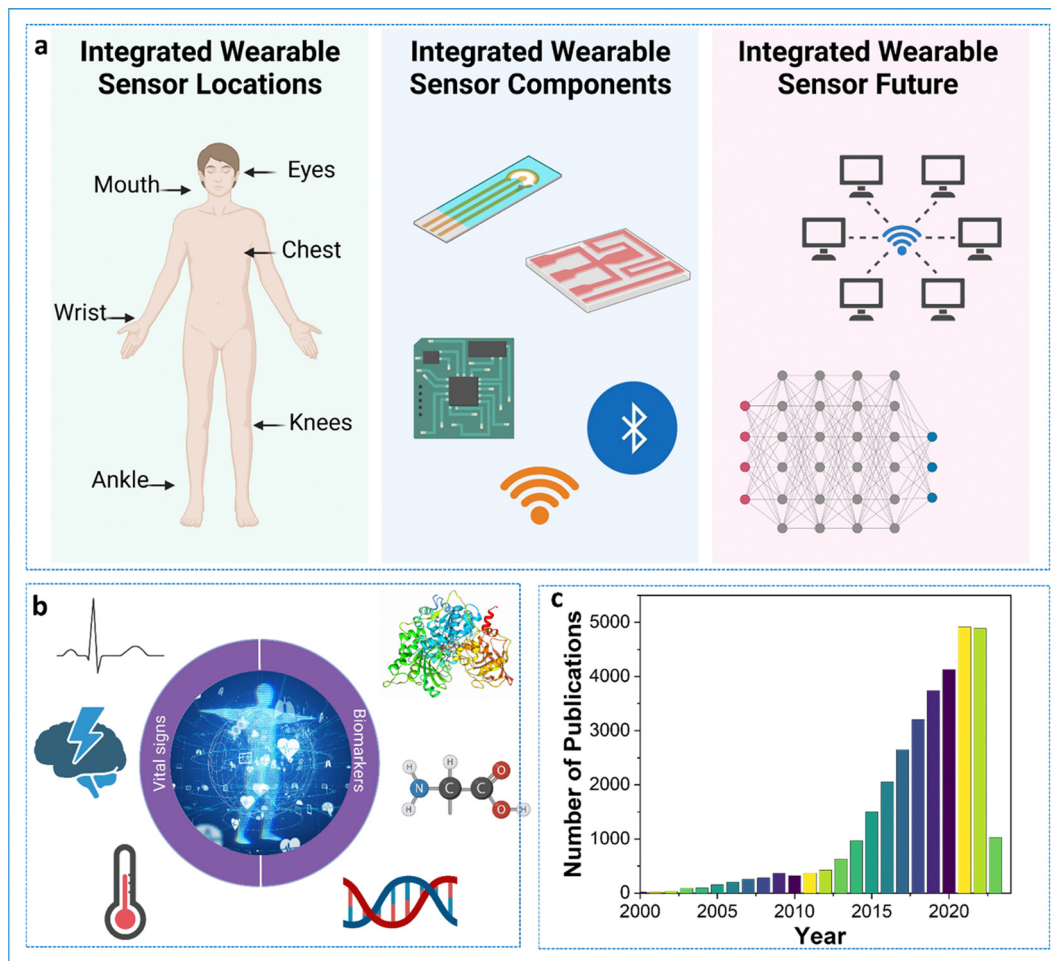 a
Integrated Wearable
Sensor Locations
Mouth
Eyes
Chest
Wrist
Knees
Ankle
Integrated Wearable
Sensor Components
Integrated Wearable
Sensor Future
b
Vital signs
Biomarkers
H
H
N
H
C
C
O
O
H
c
Number of Publications
5000
4000
3000
2000
1000
0
2000
2005
2010
2015
2020
Year